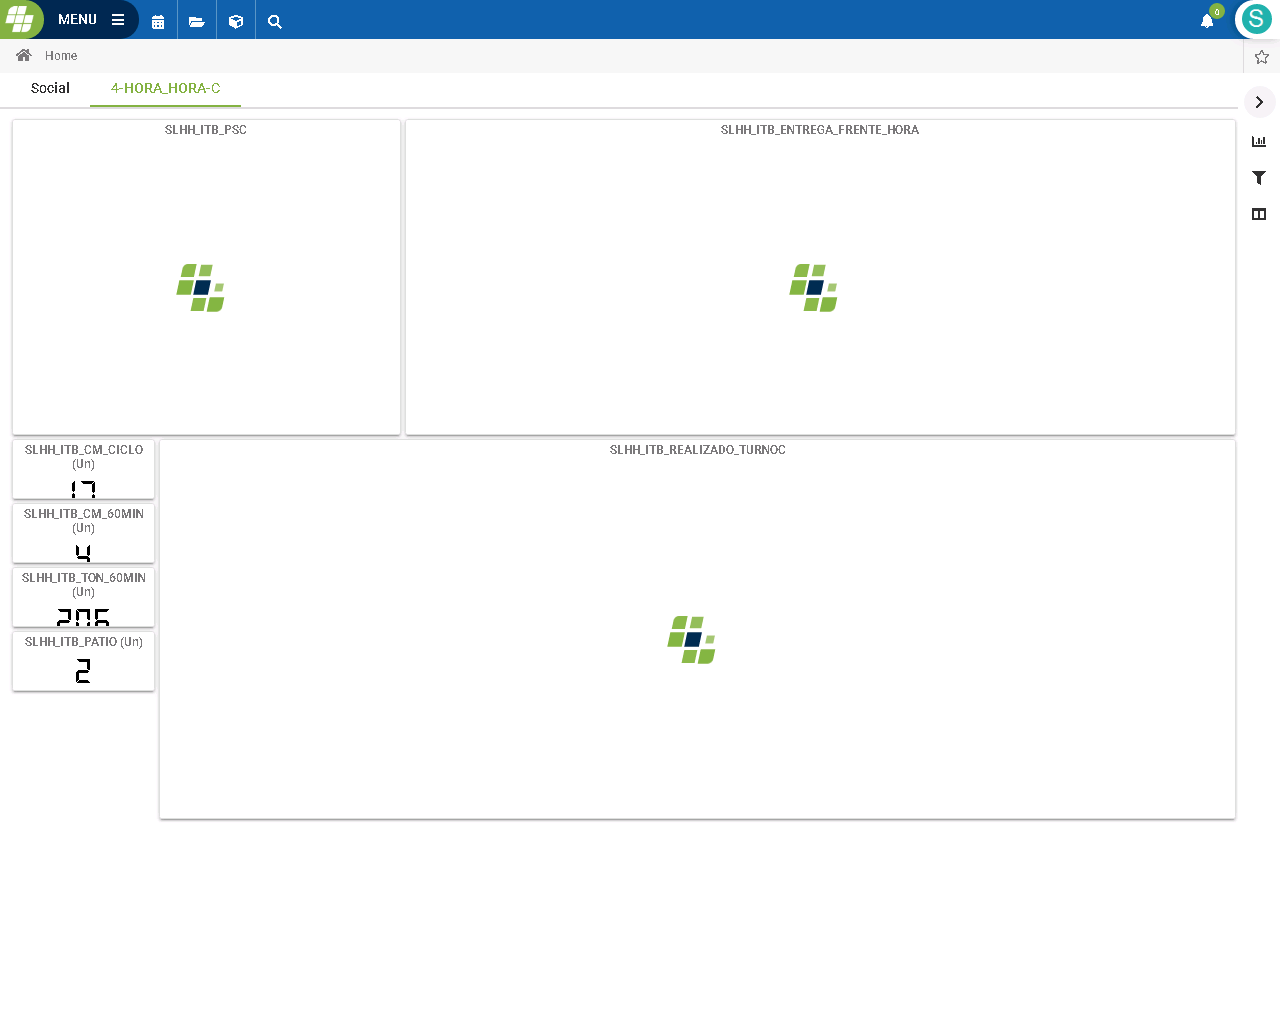 MENU
0
S
Home
Social
4-HORA_HORA-C
SLHH_ITB_PSC
SLHH_ITB_ENTREGA_FRENTE_HORA
SLHH_ITB_CM_CICLO
(Un)
17
SLHH_ITB_REALIZADO_TURNOC
SLHH_ITB_CM_60MIN
(Un)
4
SLHH_ITB_TON_60MIN
(Un)
206
SLHH_ITB_PATIO (Un)
2